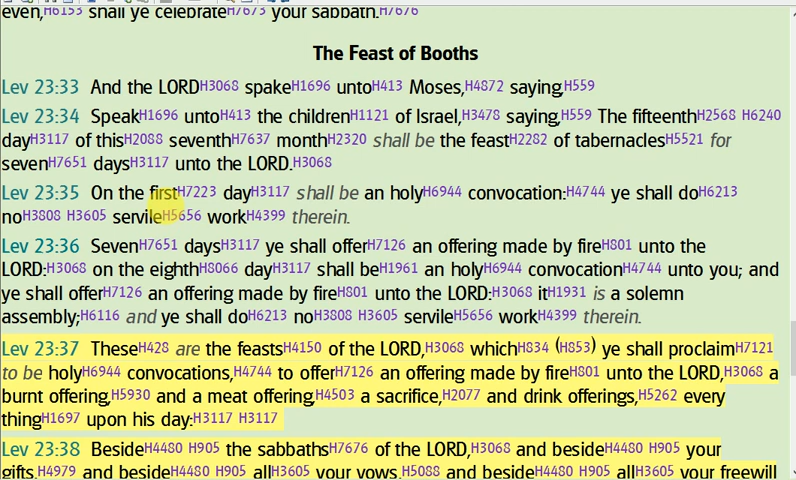 even,H6153 shall ye celebrateH7673 your sabbath.H7676
The Feast of Booths
Lev 23:33 And the LORDH3068 spakeH1696 untoH413 Moses,H4872 saying,H559
Lev 23:34 SpeakH1696 untoH413 the childrenH1121 of Israel,H3478 saying,H559 The fifteenthH2568 H6240
dayH3117 of thisH2088 seventhH7637 monthH2320 shall be the feastH2282 of tabernaclesH5521 for
sevenH7651 daysH3117 unto the LORD.H3068
Lev 23:35 On the firstH7223 dayH3117 shall be an holyH6944 convocation:H4744 ye shall doH6213
noH3808 H3605 servileH5656 workH4399 therein.
Lev 23:36 SevenH7651 daysH3117 ye shall offerH7126 an offering made by fireH801 unto the
LORD:H3068 on the eighthH8066 dayH3117 shall beH1961 an holyH6944 convocationH4744 unto you; and
ye shall offerH7126 an offering made by fireH801 unto the LORD:H3068 itH1931 is a solemn
assembly;H6116 and ye shall doH6213 noH3808 H3605 servileH5656 workH4399 therein.
Lev 23:37 TheseH428 are the feastsH4150 of the LORD,H3068 whichH834 (H853) ye shall proclaimH7121
to be holyH6944 convocations,H4744 to offerH7126 an offering made by fireH801 unto the LORD,H3068 a
burnt offering,H5930 and a meat offering,H4503 a sacrifice,H2077 and drink offerings,H5262 every
thingH1697 upon his day:H3117 H3117
Lev 23:38 BesideH4480 H905 the sabbathsH7676 of the LORD,H3068 and besideH4480 H905 your
gifts,H4979 and besideH4480 H905 allH3605 your vows,H5088 and besideH4480 H905 allH3605 your freewill